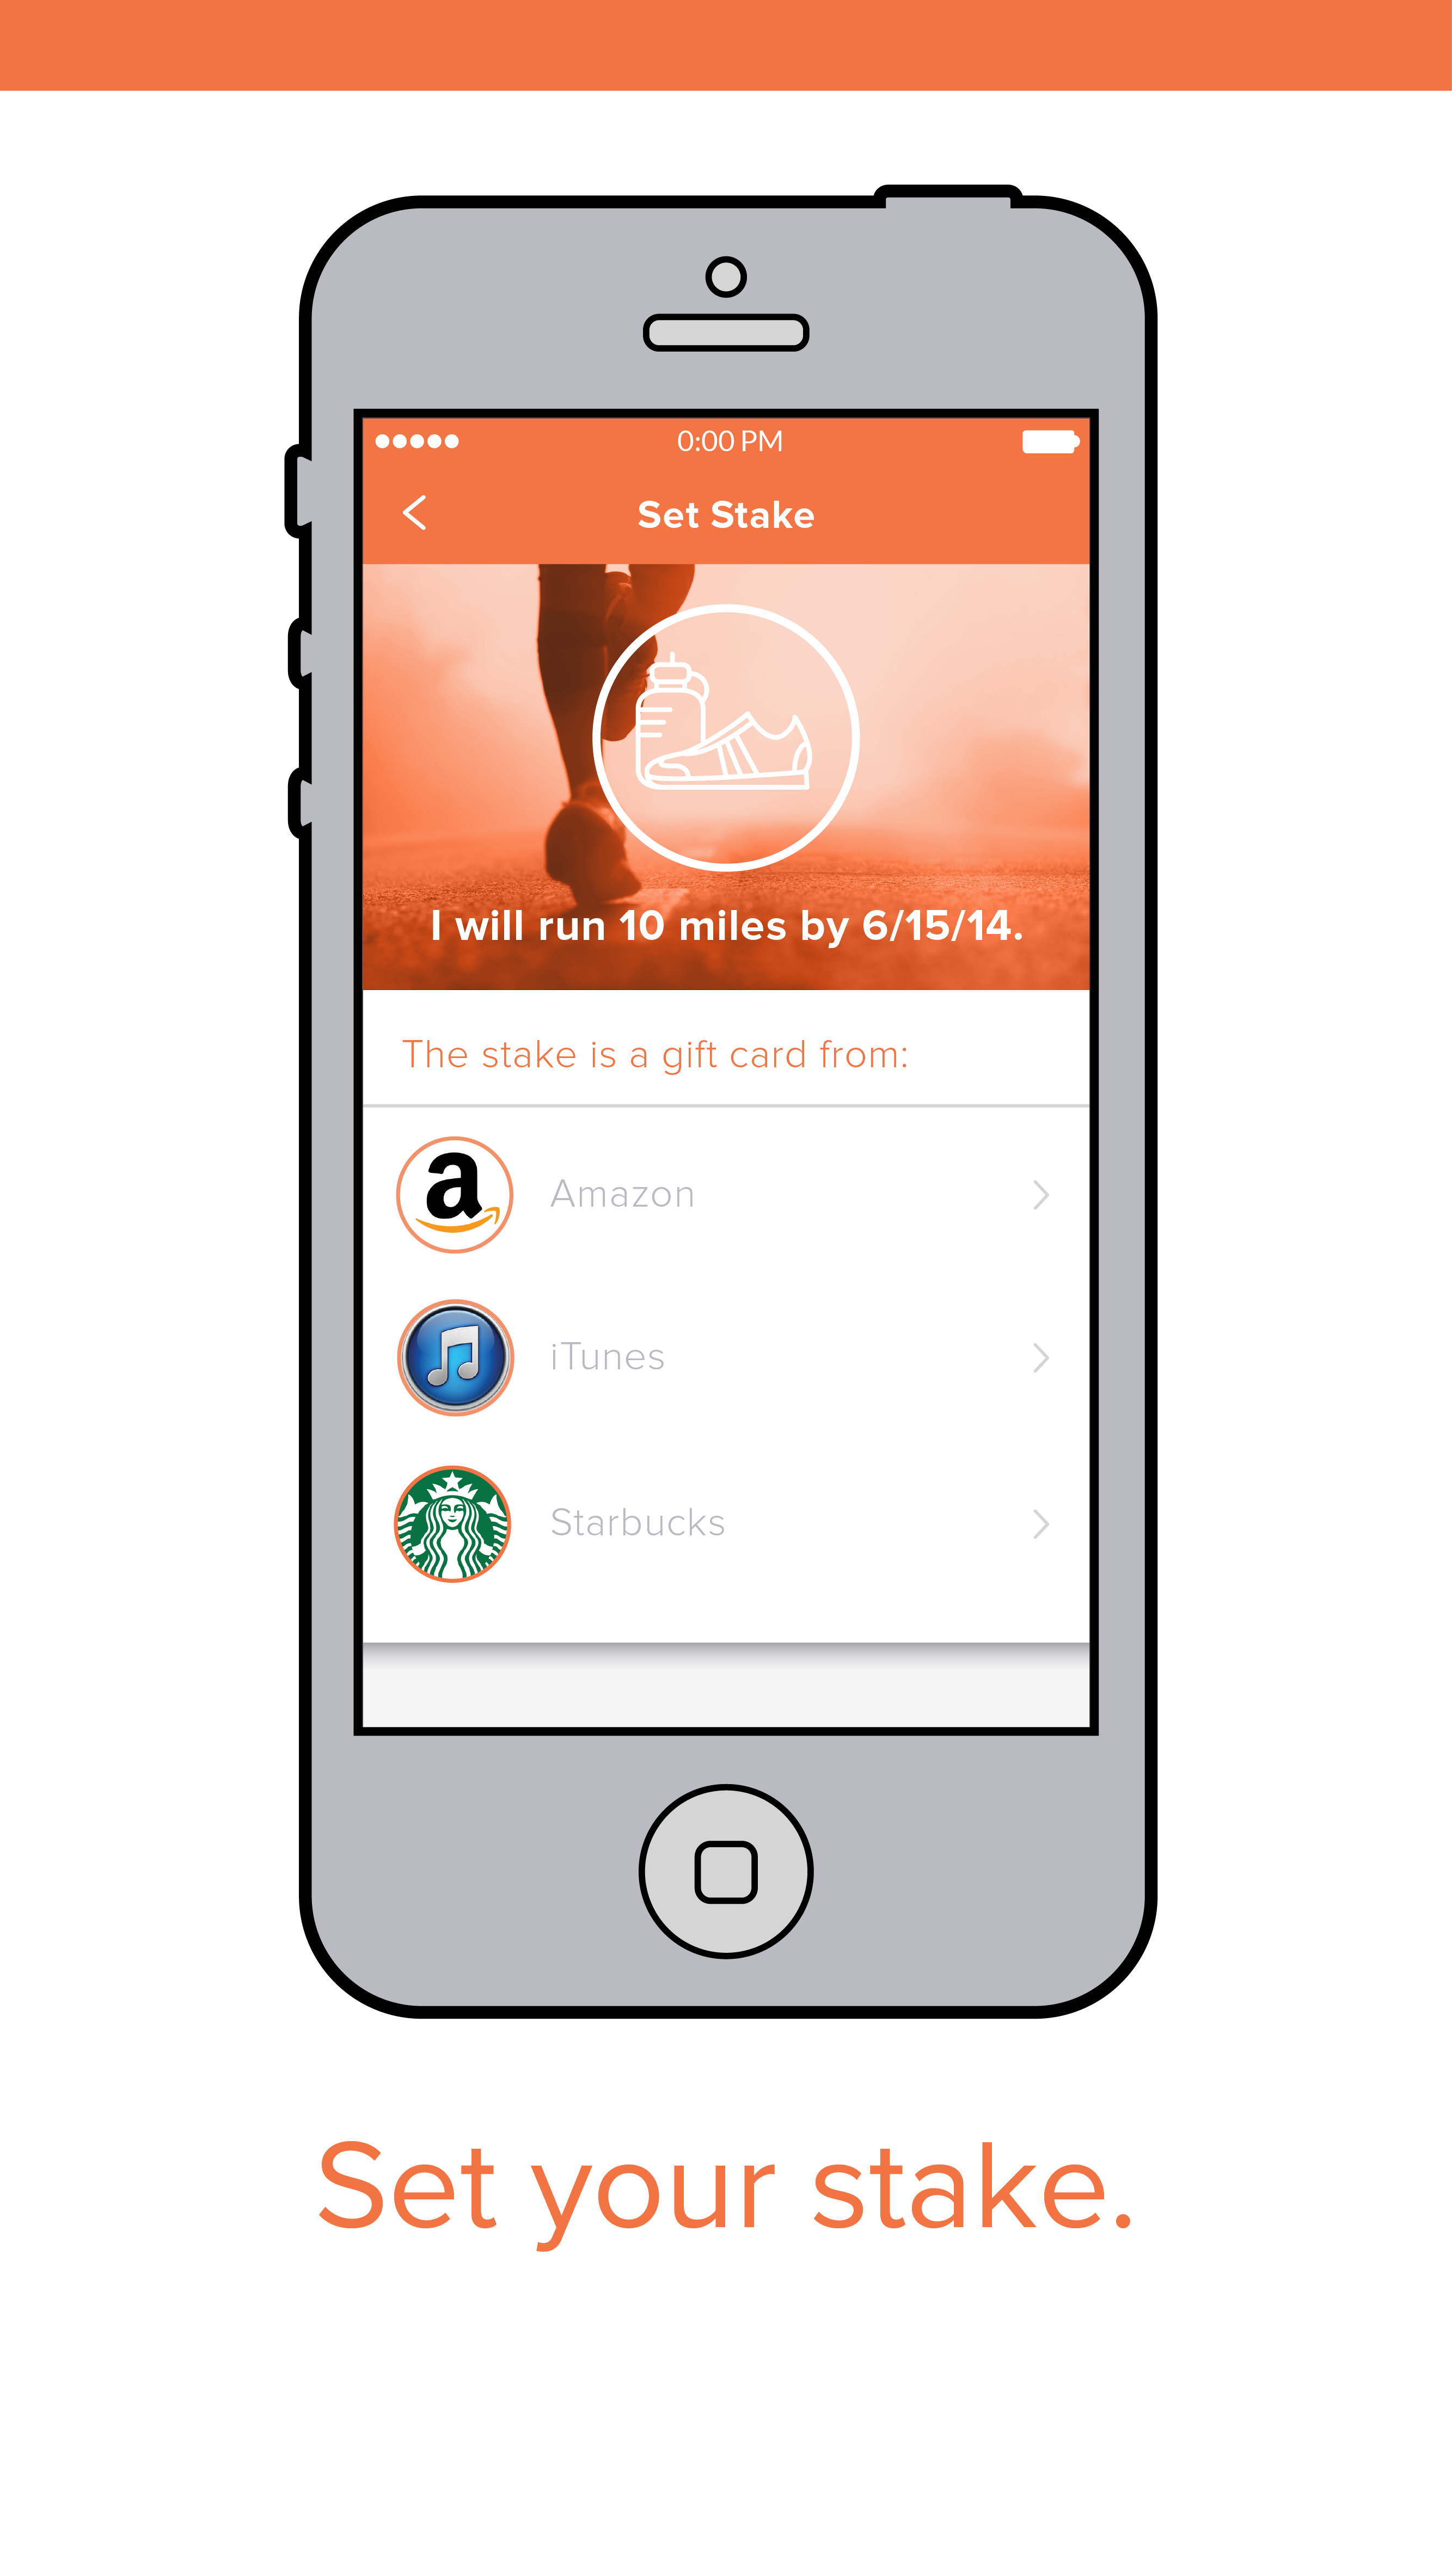 0:00 PM
Set Stake
I will run 10 miles by 6/15/14.
The stake is a gift card from:
a
Amazon
iTunes
Starbucks
Set your stake.